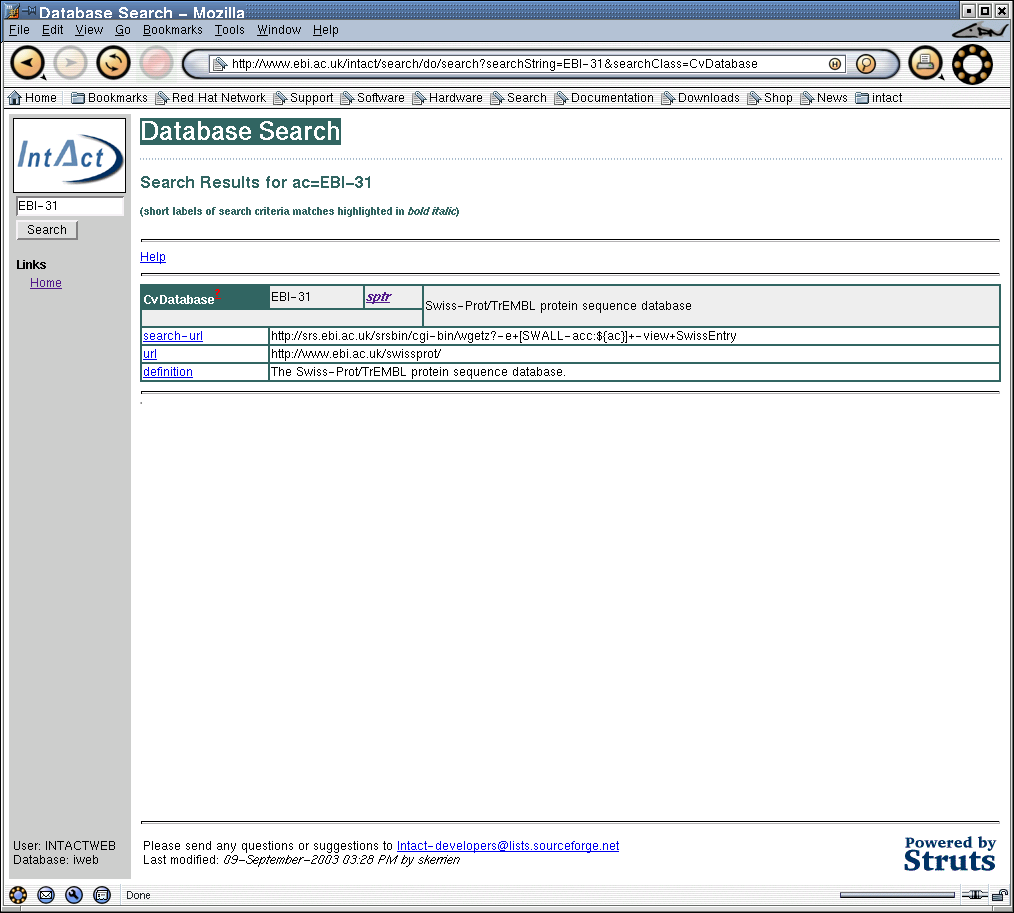 Database Search – Mozilla
File Edit View Go Bookmarks Tools Window Help
http://www.ebi.ac.uk/intact/search/do/search?searchString=EBI-31&searchClass=CvDatabase
Home Bookmarks Red Hat Network Support Software Hardware Search Documentation Downloads Shop News intact
IntAct
EBI-31
Search
Links
Home
Database Search
Search Results for ac=EBI-31
(short labels of search criteria matches highlighted in bold italic)
Help
CvDatabase? EBI-31 sptr Swiss-Prot/TrEMBL protein sequence database
search-url http://srs.ebi.ac.uk/srsbin/cgi-bin/wgetz?-e+[SWALL-acc:${ac}]+-view+SwissEntry
url http://www.ebi.ac.uk/swissprot/
definition The Swiss-Prot/TrEMBL protein sequence database.
User: INTACTWEB
Database: iweb
Please send any questions or suggestions to Intact-developers@lists.sourceforge.net
Last modified: 09-September-2003 03:28 PM by skerrien
Powered by
Struts
Done